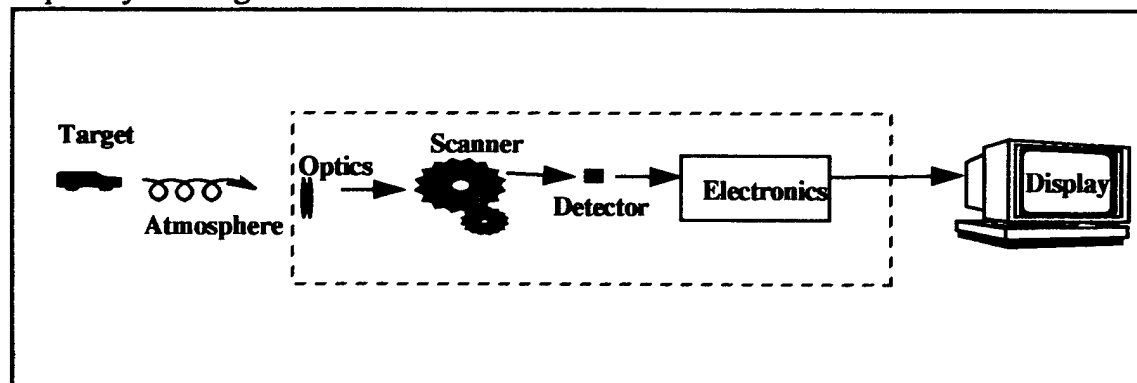 Target
Atmosphere
Optics
Scanner
Detector
Electronics
Display